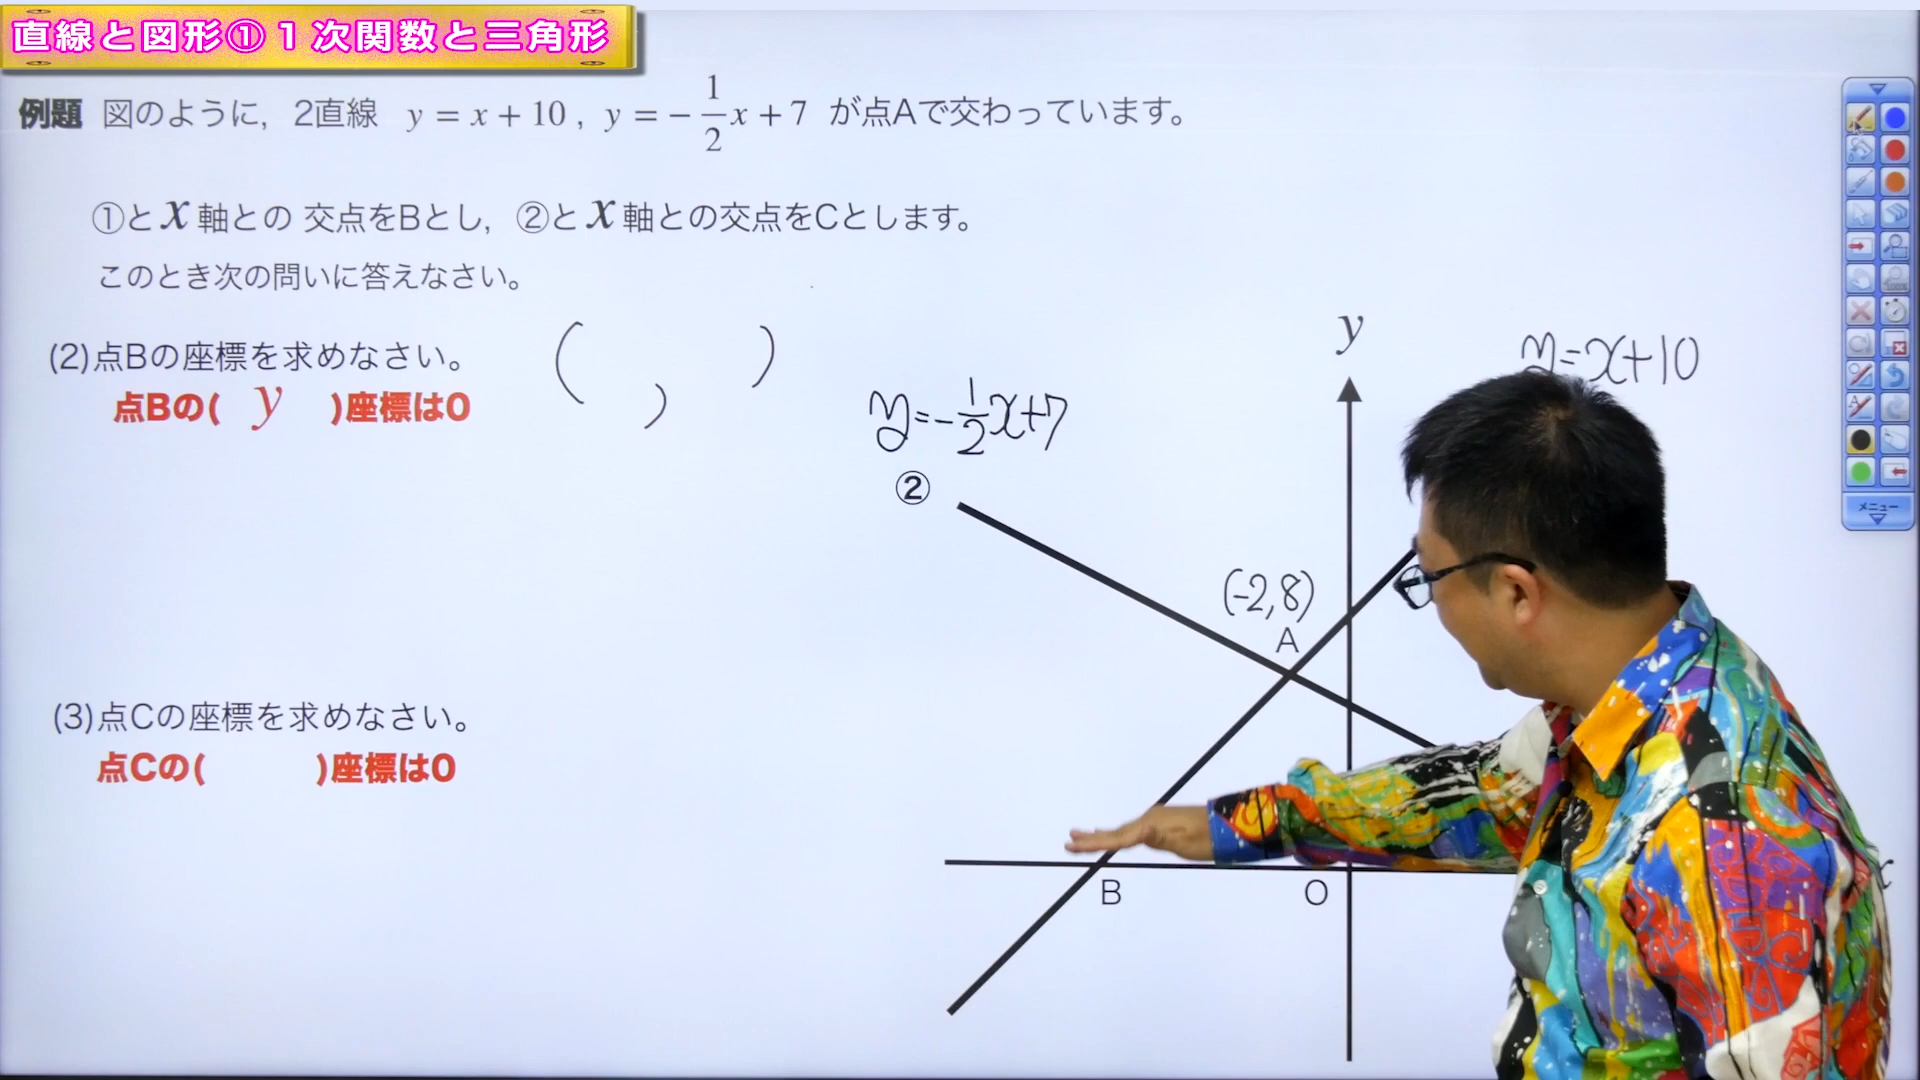 直線と図形①１次関数と三角形
例題 図のように，2直線 y = x + 10 , y = − 1/2 x + 7 が点Aで交わっています。
①と x 軸との 交点をBとし，②と x 軸との交点をCとします。
このとき次の問いに答えなさい。
(2)点Bの座標を求めなさい。 ( , )
点Bの( y )座標は0
(3)点Cの座標を求めなさい。
点Cの( )座標は0
y
y=x+10
y=-1/2x+7
②
(-2,8)
A
B
O
x
メニュー